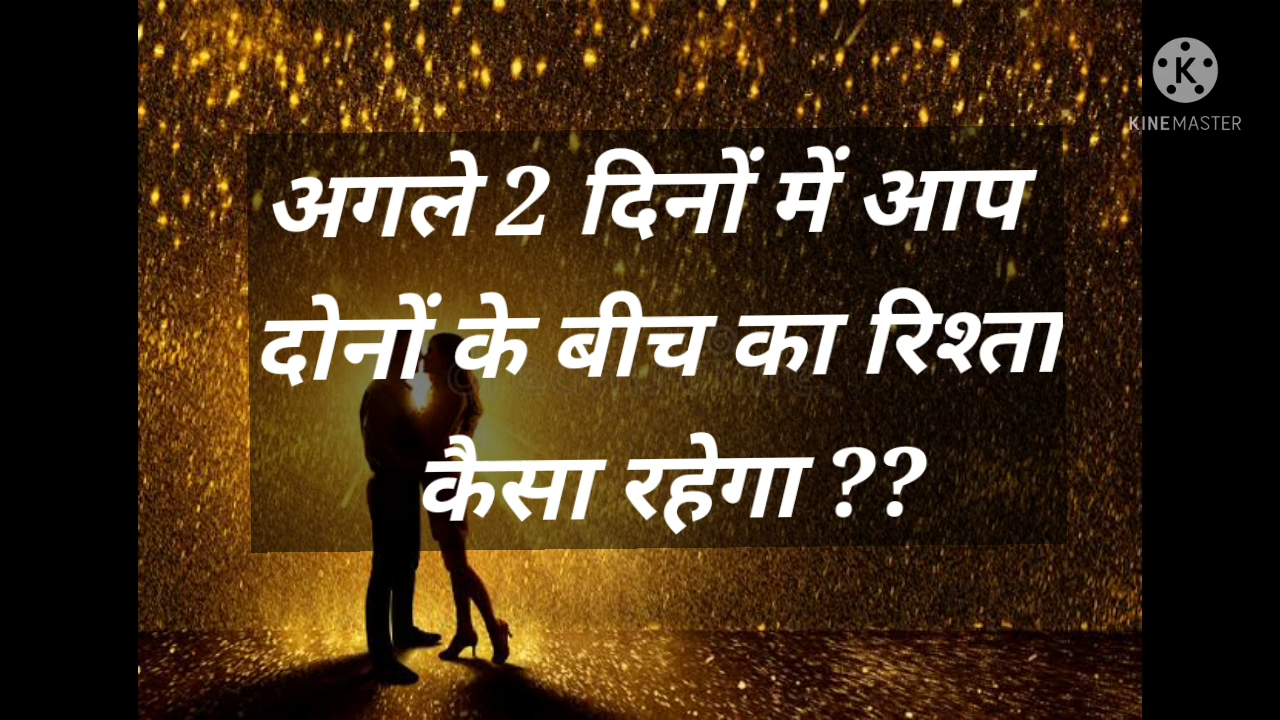 KINEMASTER
अगले 2 दिनों में आप
दोनों के बीच का रिश्ता
कैसा रहेगा ??